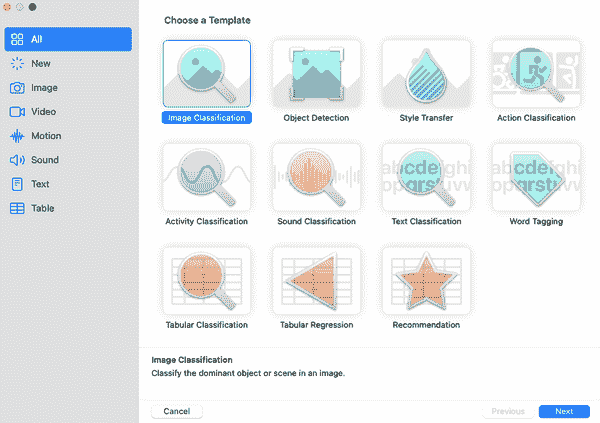 Choose a Template
All
New
Image
Video
Motion
Sound
Text
Table
Image Classification
Object Detection
Style Transfer
Action Classification
Activity Classification
Sound Classification
Text Classification
Word Tagging
Tabular Classification
Tabular Regression
Recommendation
Image Classification
Classify the dominant object or scene in an image.
Cancel
Previous
Next